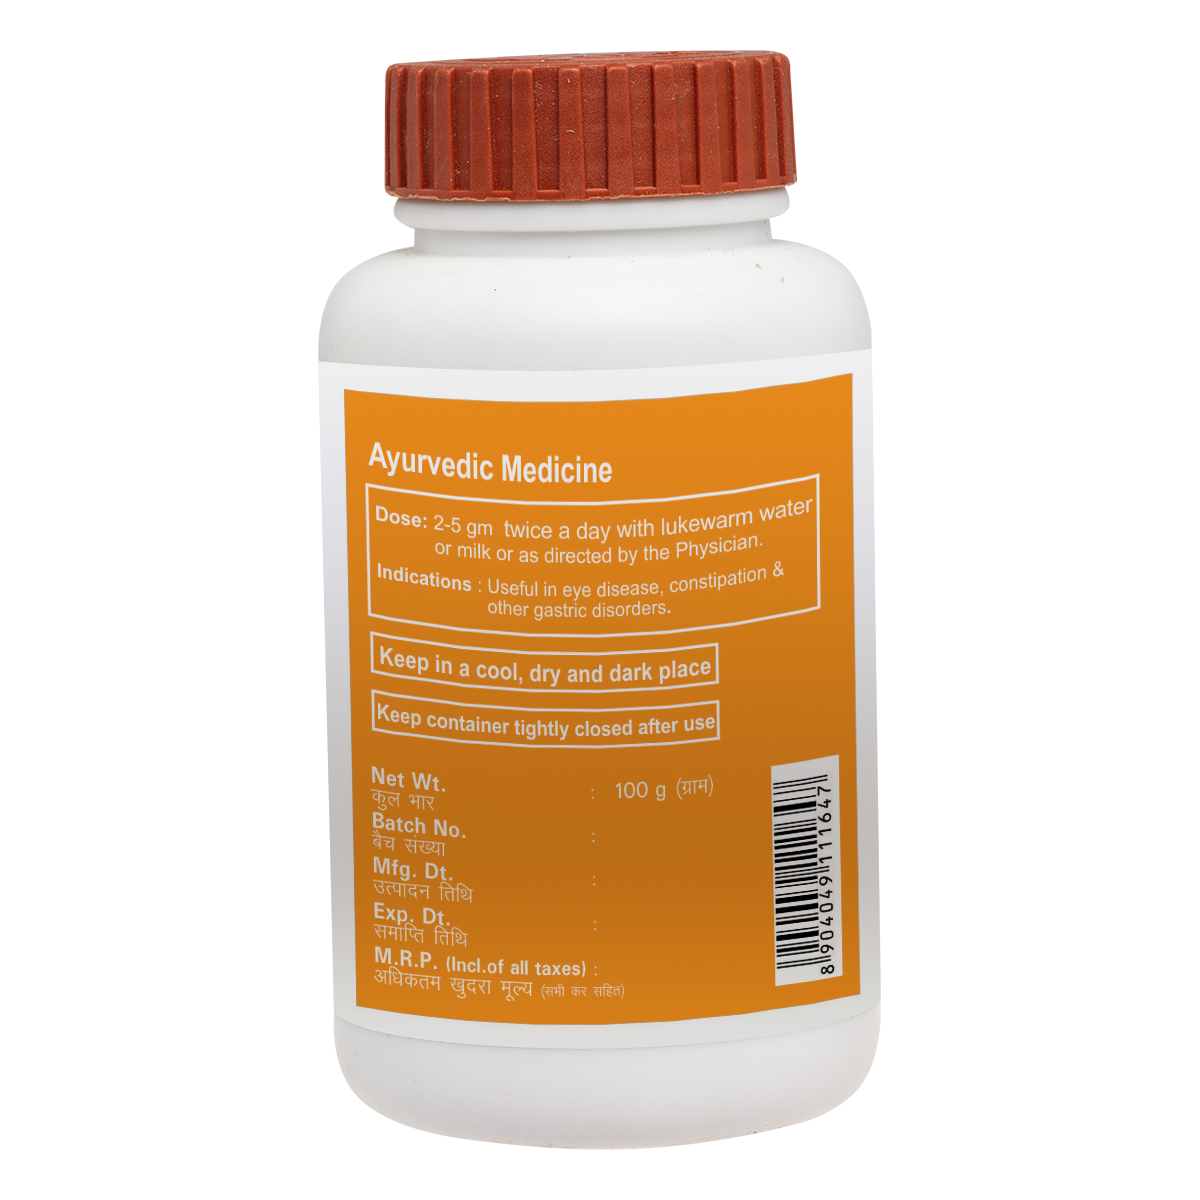 Ayurvedic Medicine
Dose: 2-5 gm twice a day with lukewarm water
or milk or as directed by the Physician.
Indications : Useful in eye disease, constipation &
other gastric disorders.
Keep in a cool, dry and dark place
Keep container tightly closed after use
Net Wt. : 100 g (ग्राम)
कुल भार
Batch No. :
बैच संख्या
Mfg. Dt. :
उत्पादन तिथि
Exp. Dt. :
समाप्ति तिथि
M.R.P. (Incl.of all taxes) :
अधिकतम खुदरा मूल्य (सभी कर सहित)
8 904049 111647